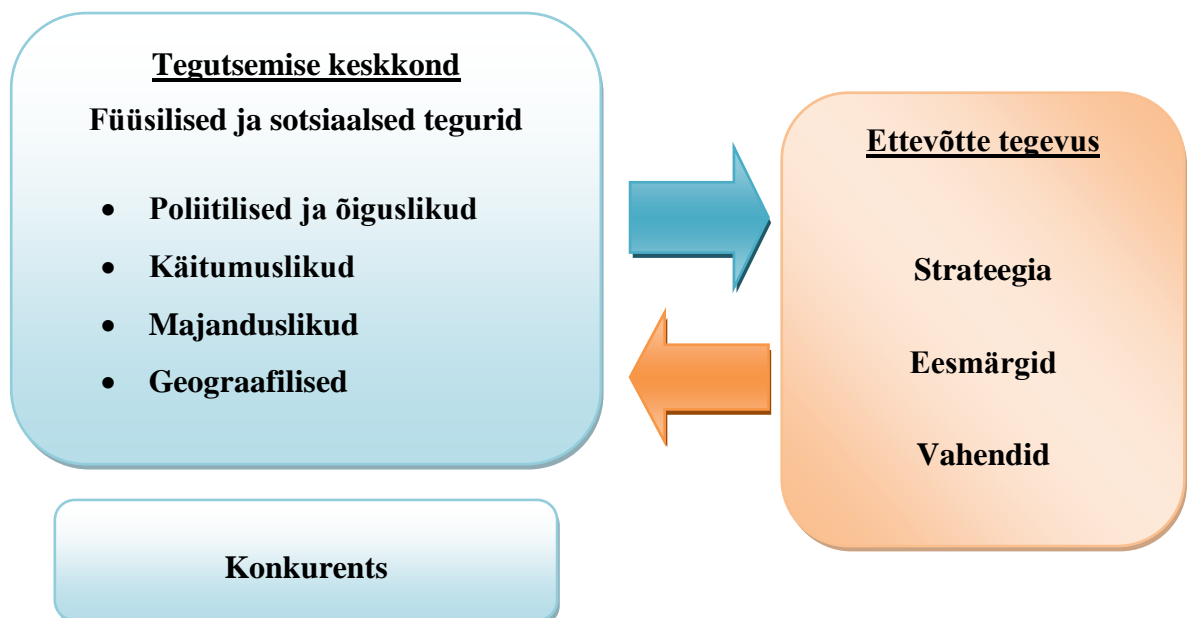 Tegutsemise keskkond
Füüsilised ja sotsiaalsed tegurid
• Poliitilised ja õiguslikud
• Käitumuslikud
• Majanduslikud
• Geograafilised
Konkurents
Ettevõtte tegevus
Strateegia
Eesmärgid
Vahendid